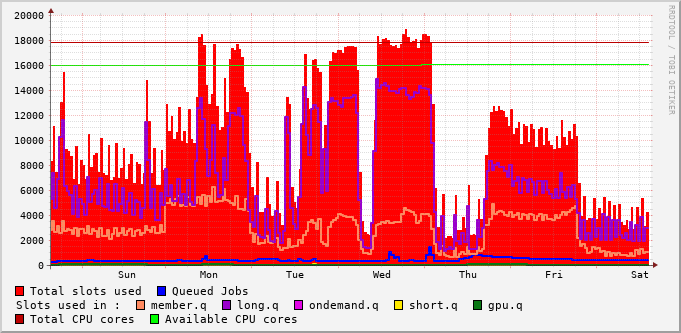 RRDTOOL / TOBI OETIKER
20000
18000
16000
14000
12000
10000
8000
6000
4000
2000
0
Sun Mon Tue Wed Thu Fri Sat
Total slots used Queued Jobs
Slots used in : member.q long.q ondemand.q short.q gpu.q
Total CPU cores Available CPU cores